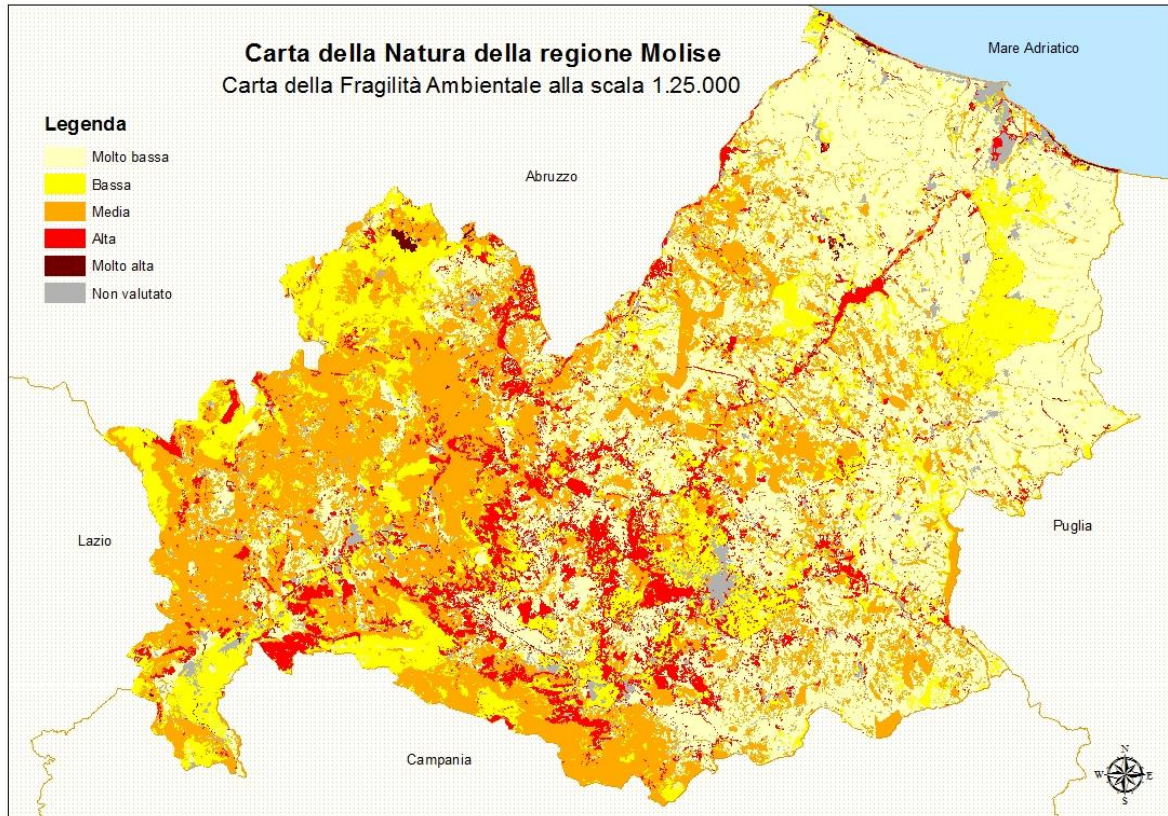 Carta della Natura della regione Molise
Carta della Fragilità Ambientale alla scala 1.25.000
Mare Adriatico
Legenda
Molto bassa
Bassa
Media
Alta
Molto alta
Non valutato
Abruzzo
Lazio
Puglia
Campania
N
W E
S